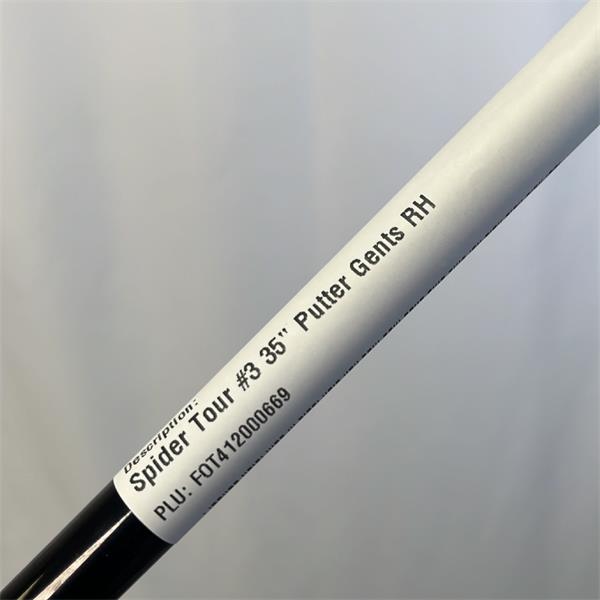 Description:
Spider Tour #3 35" Putter Gents RH
PLU: FOT412000669